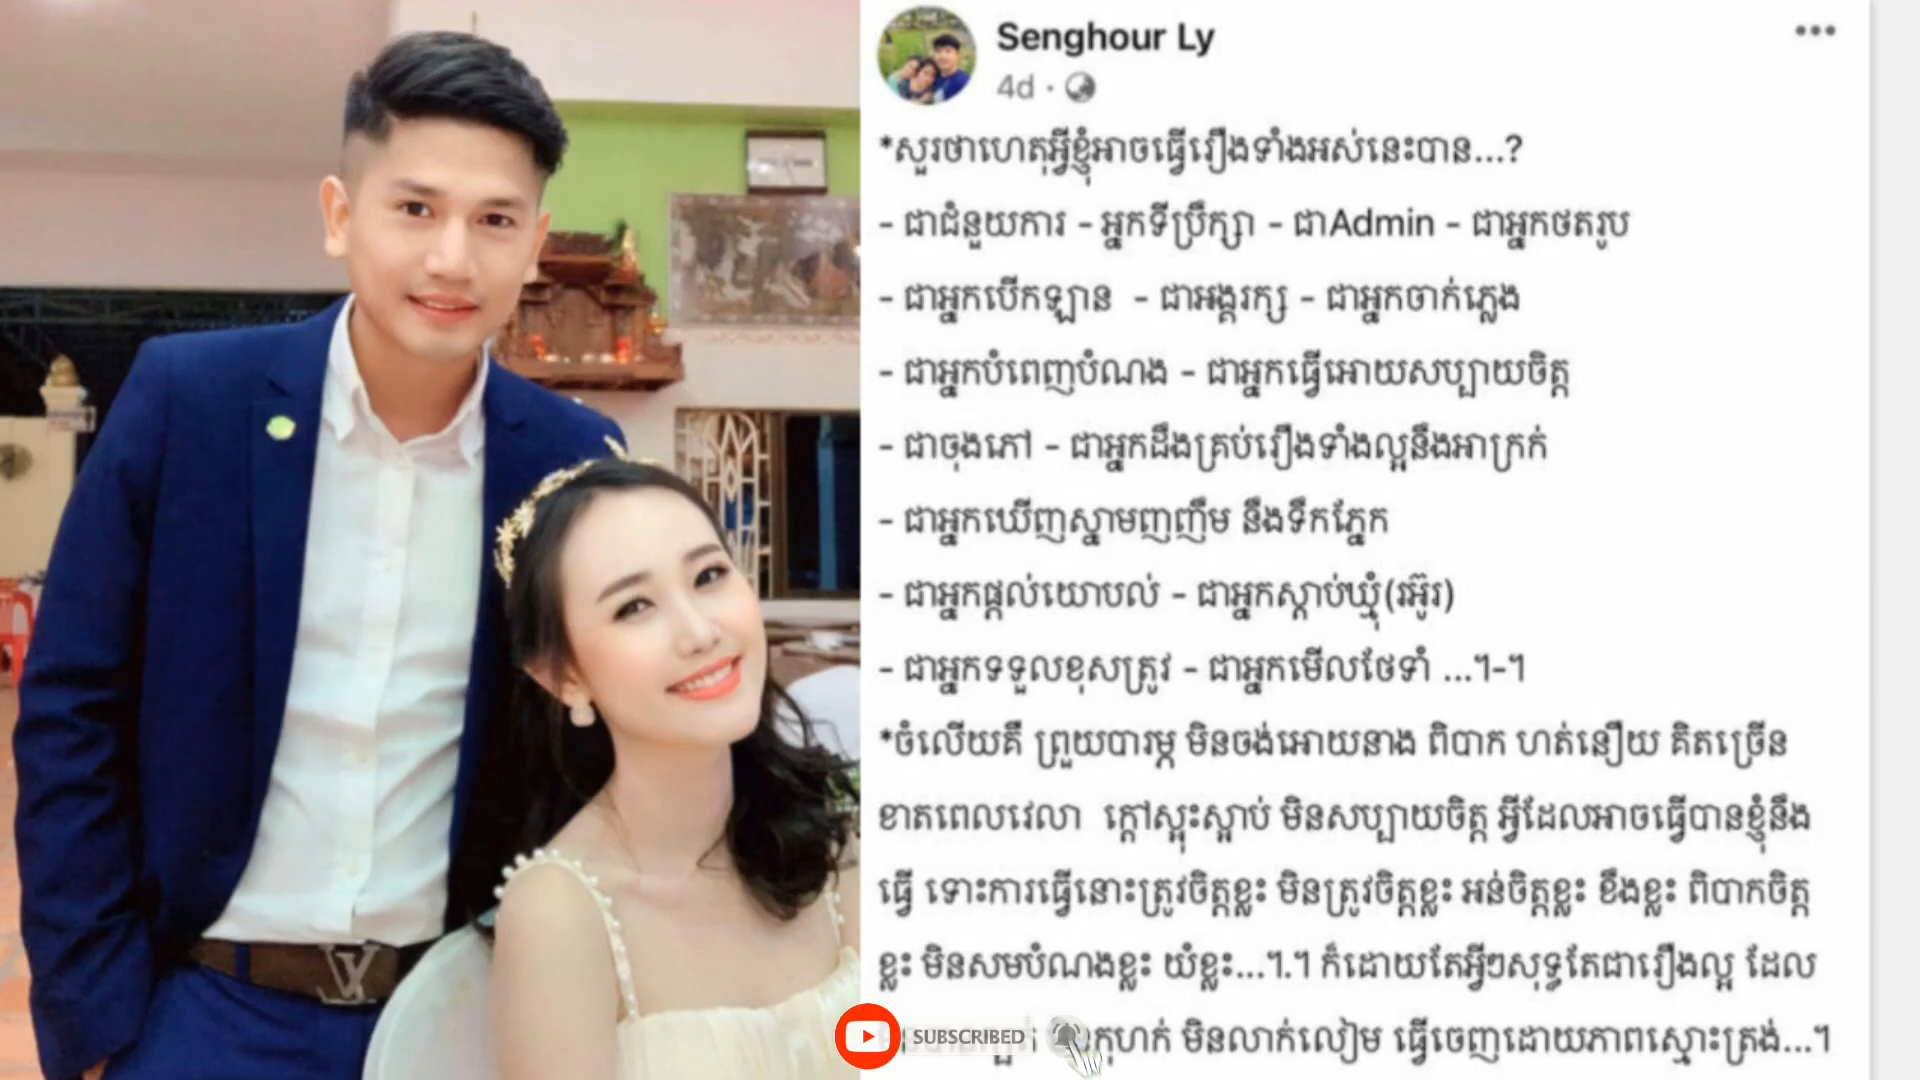 Senghour Ly
4d
*សួរថាហេតុអ្វីខ្ញុំអាចធ្វើរឿងទាំងអស់នេះបាន...?
- ជាជំនួយការ - អ្នកទីប្រឹក្សា - ជាAdmin - ជាអ្នកថតរូប
- ជាអ្នកបើកឡាន - ជាអង្គរក្ស - ជាអ្នកចាក់ភ្លេង
- ជាអ្នកបំពេញបំណង - ជាអ្នកធ្វើអោយសប្បាយចិត្ត
- ជាចុងភៅ - ជាអ្នកដឹងគ្រប់រឿងទាំងល្អនឹងអាក្រក់
- ជាអ្នកឃើញស្នាមញញឹម នឹងទឹកភ្នែក
- ជាអ្នកផ្តល់យោបល់ - ជាអ្នកស្តាប់ឃ្មុំ(រអ៊ូរ)
- ជាអ្នកទទួលខុសត្រូវ - ជាអ្នកមើលថែទាំ ...។-។
*ចំលើយគឺ ព្រួយបារម្ភ មិនចង់អោយនាង ពិបាក ហត់នឿយ គិតច្រើន
ខាតពេលវេលា ក្តៅស្អុះស្អាប់ មិនសប្បាយចិត្ត អ្វីដែលអាចធ្វើបានខ្ញុំនឹង
ធ្វើ ទោះការធ្វើនោះត្រូវចិត្តខ្លះ មិនត្រូវចិត្តខ្លះ អន់ចិត្តខ្លះ ខឹងខ្លះ ពិបាកចិត្ត
ខ្លះ មិនសមបំណងខ្លះ យំខ្លះ...។.។ ក៏ដោយតែអ្វីៗសុទ្ធតែជារឿងល្អ ដែល
មិនលាក់លៀម ធ្វើចេញដោយភាពស្មោះត្រង់...។
SUBSCRIBED